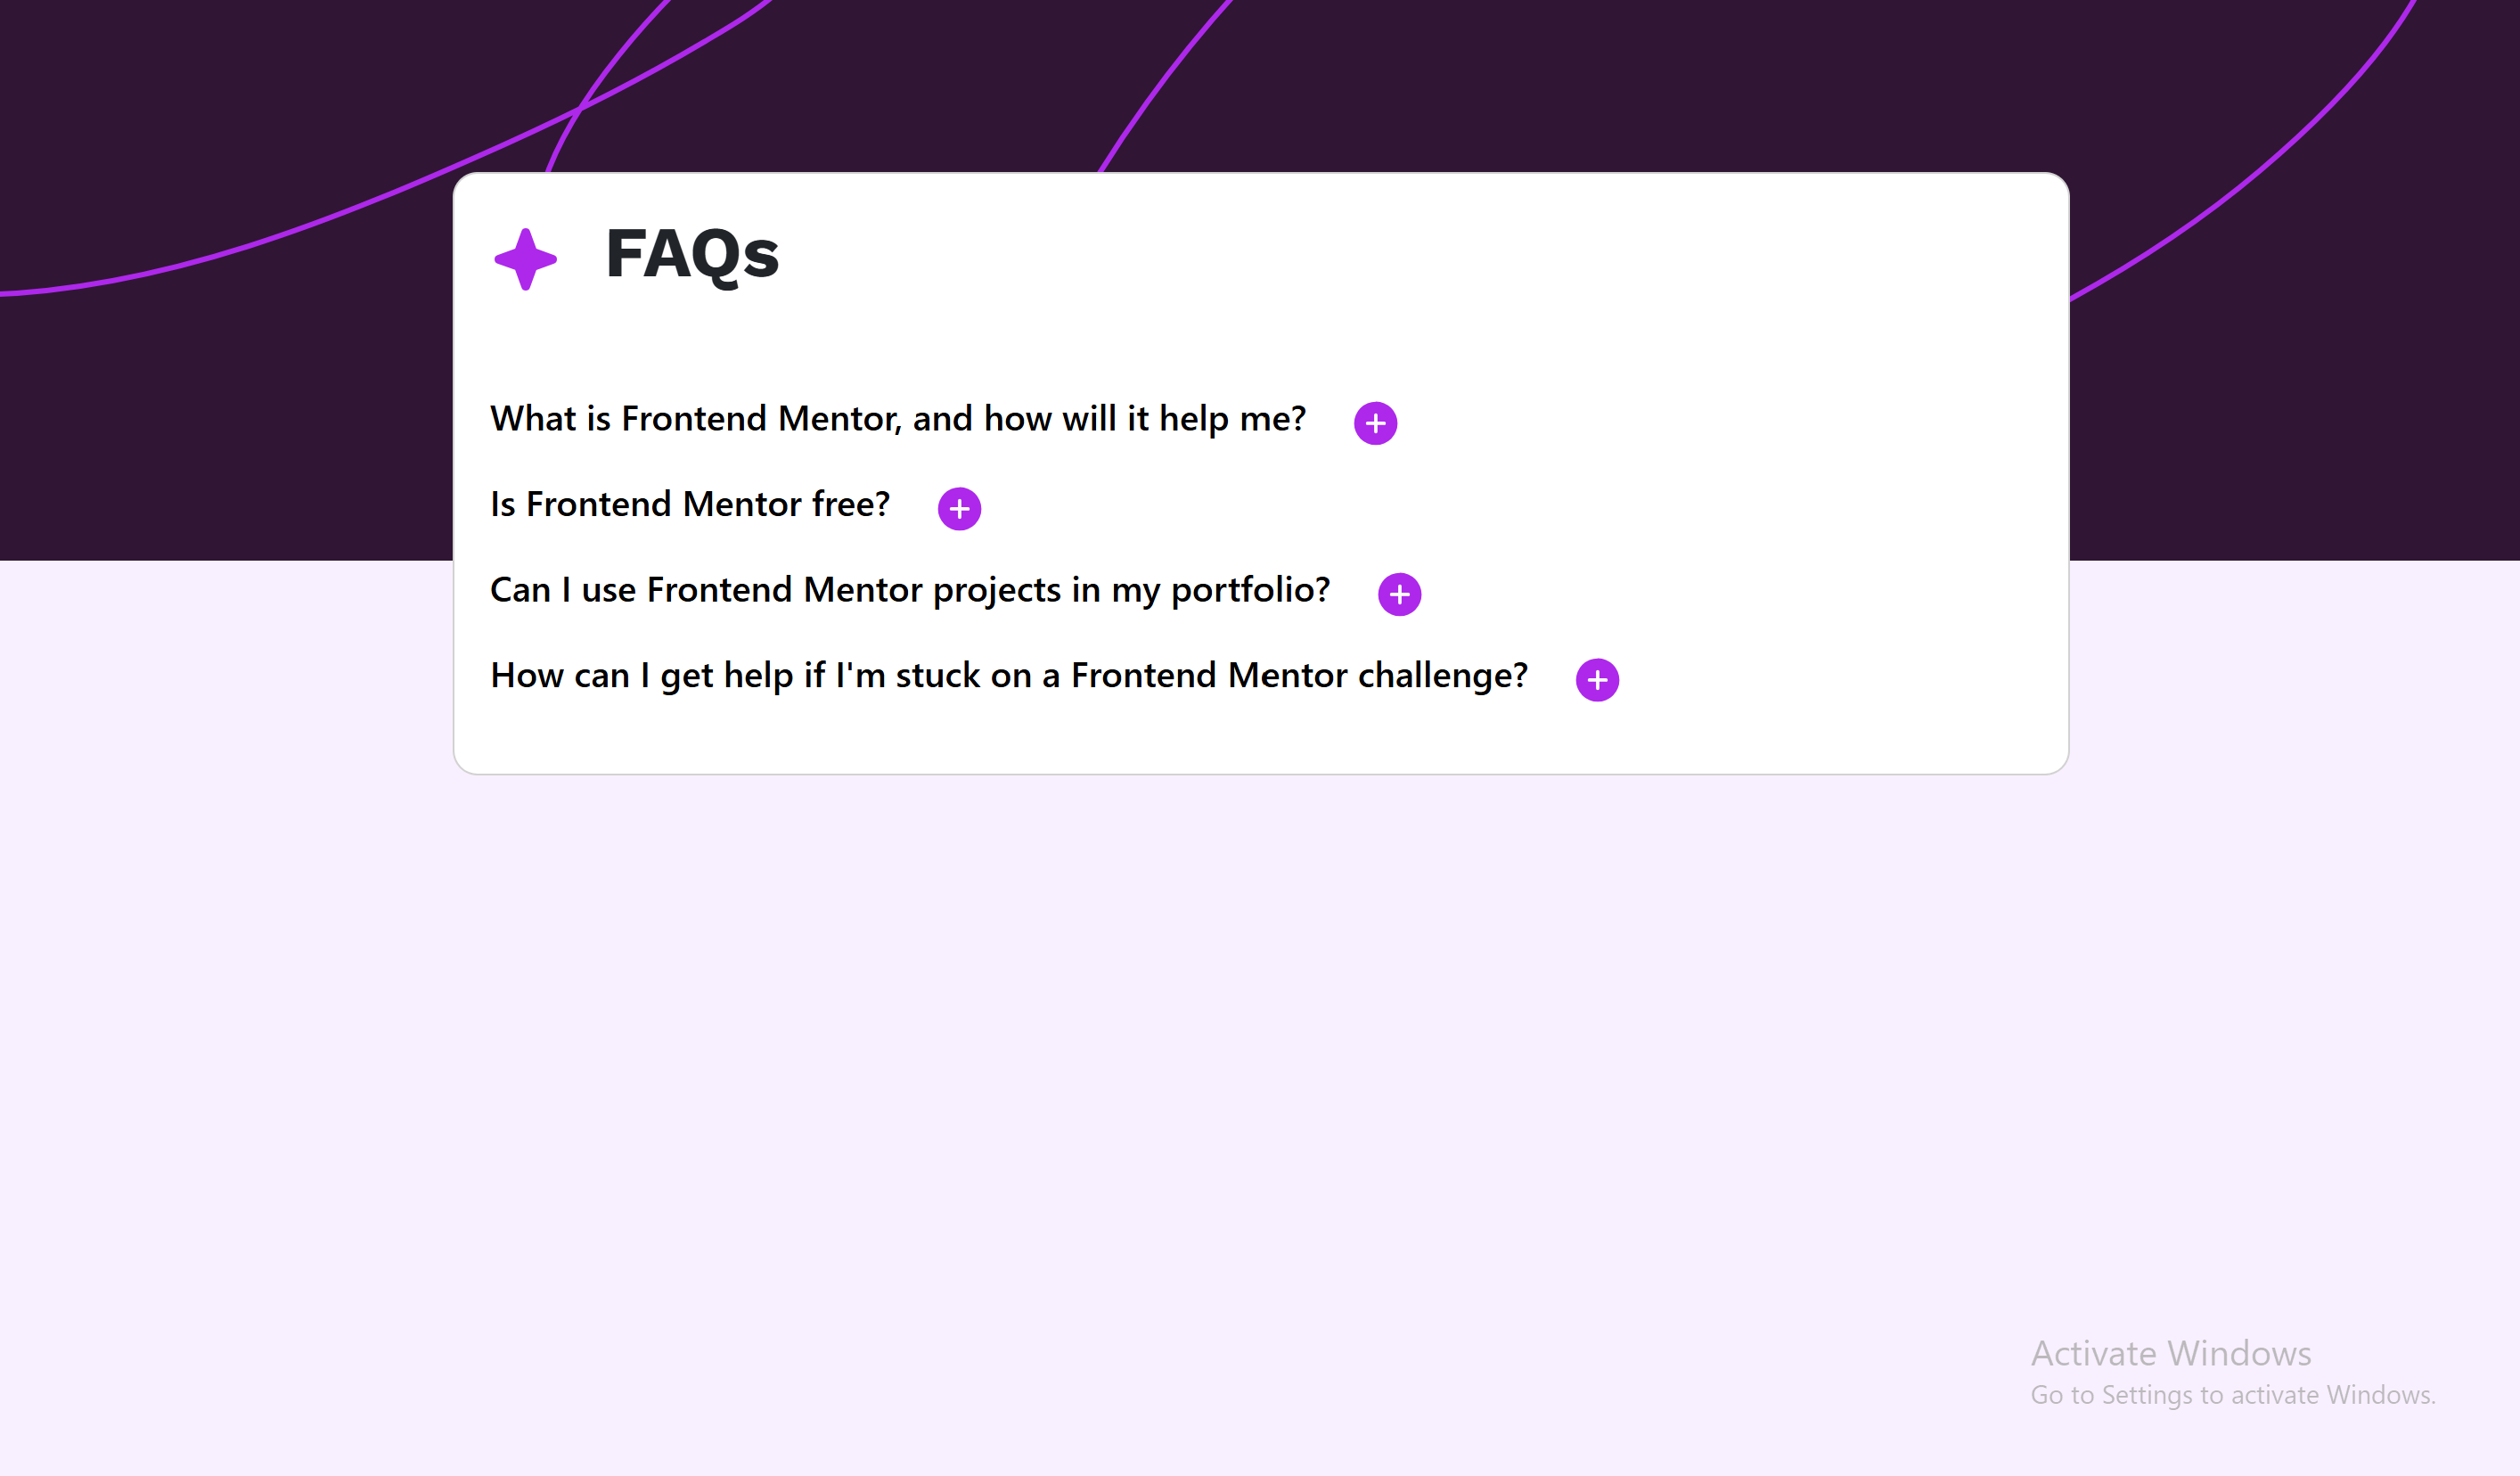 FAQs
What is Frontend Mentor, and how will it help me?
Is Frontend Mentor free?
Can I use Frontend Mentor projects in my portfolio?
How can I get help if I'm stuck on a Frontend Mentor challenge?
Activate Windows
Go to Settings to activate Windows.